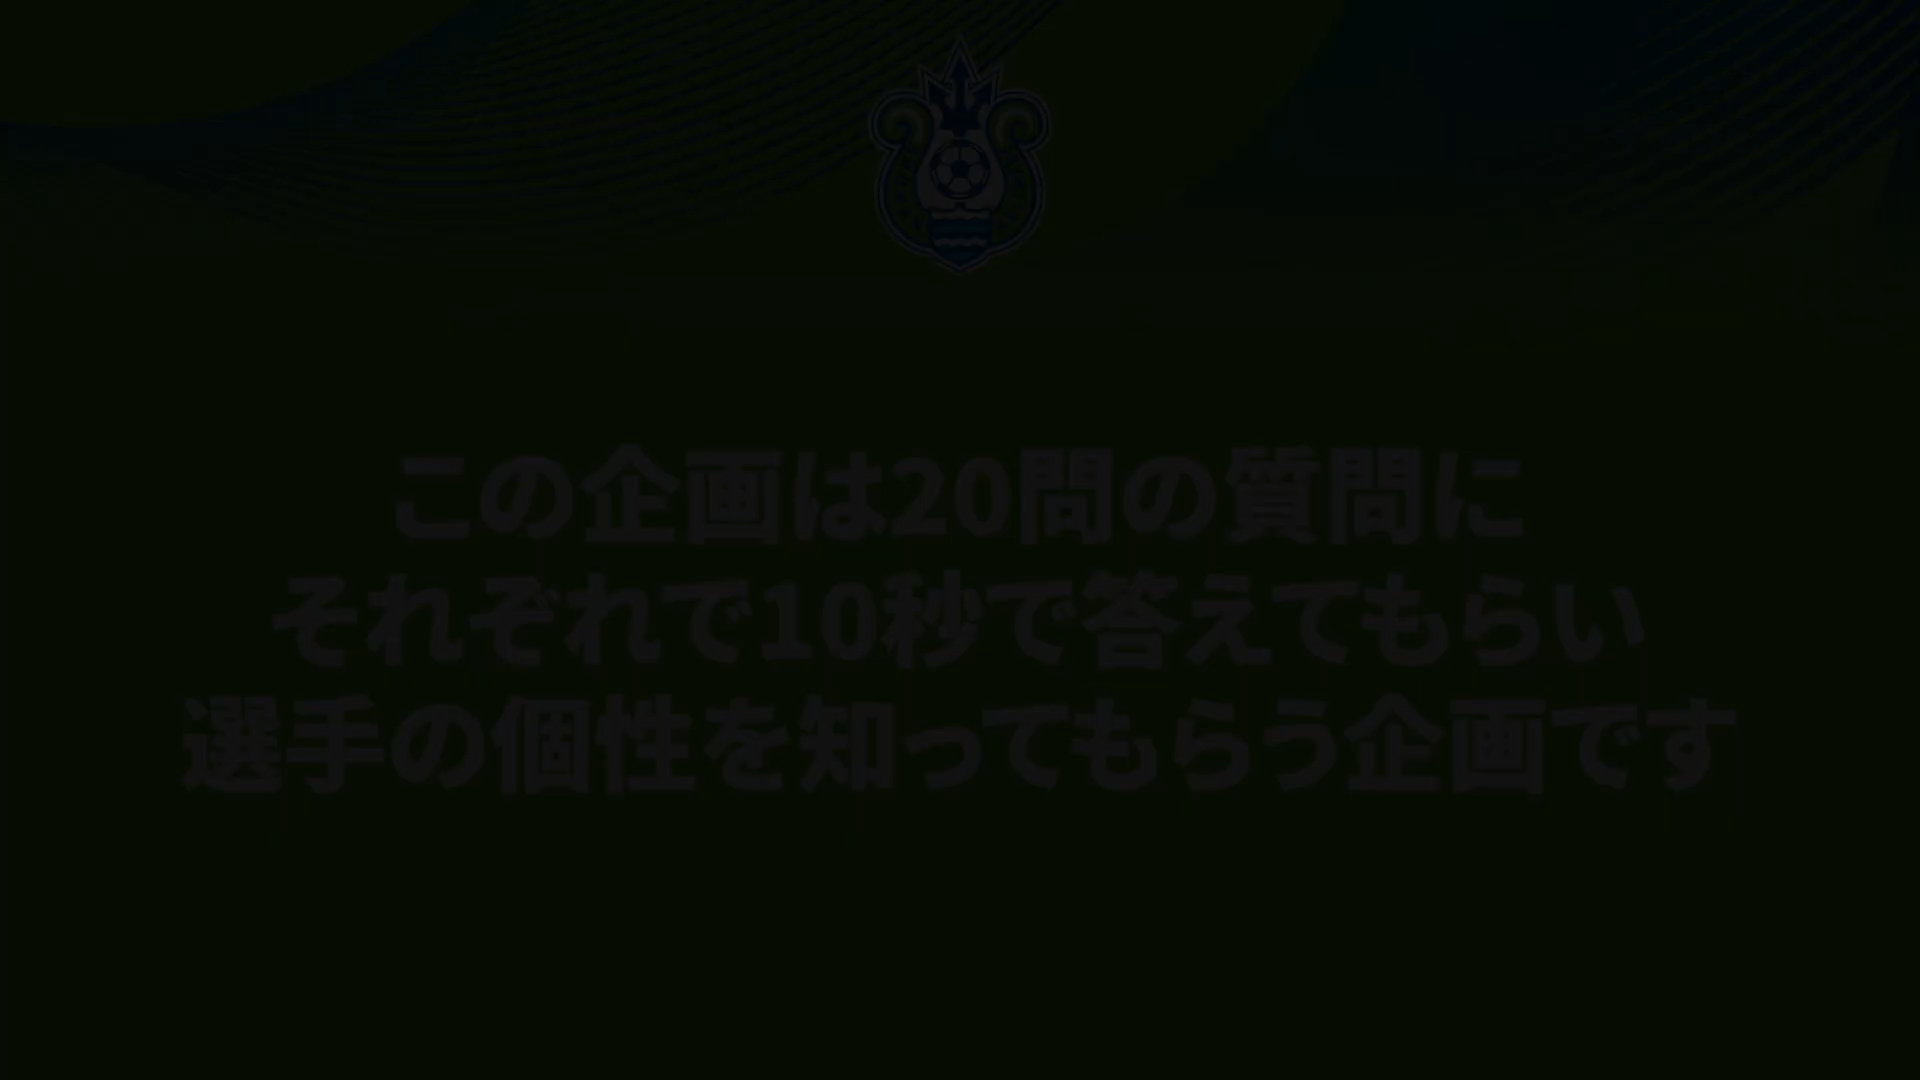 この企画は20問の質問に
それぞれで10秒で答えてもらい
選手の個性を知ってもらう企画です